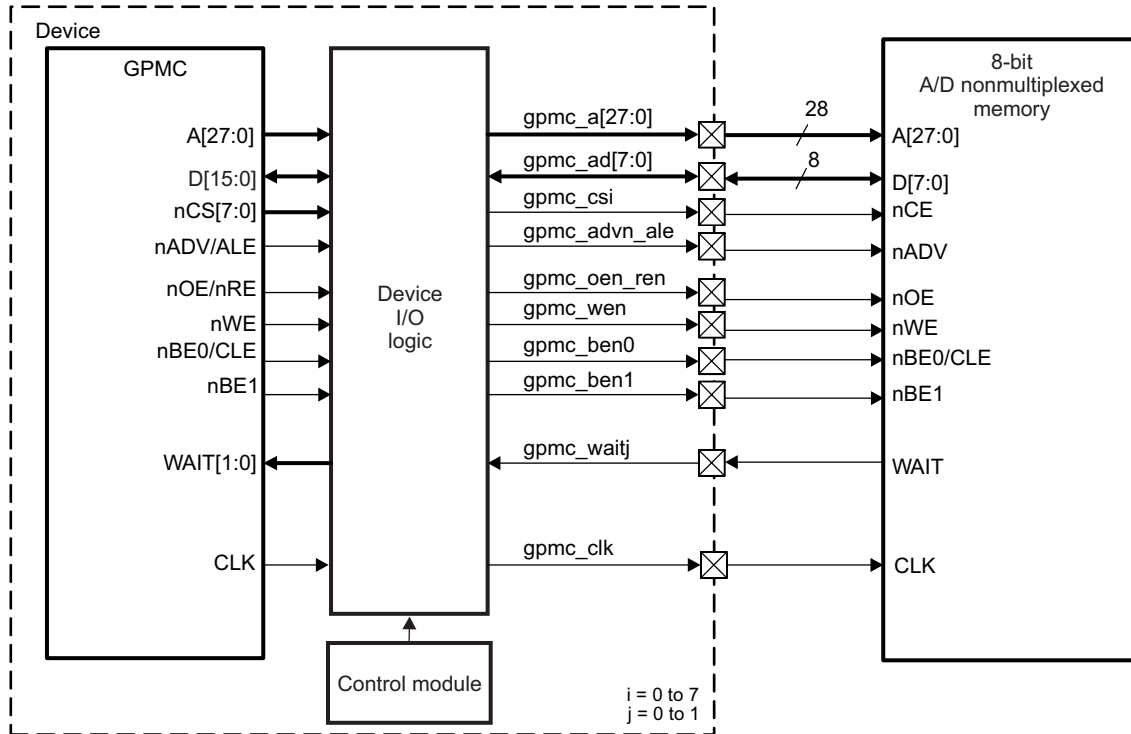 Device
GPMC
A[27:0]
D[15:0]
nCS[7:0]
nADV/ALE
nOE/nRE
nWE
nBE0/CLE
nBE1
WAIT[1:0]
CLK
Device
I/O
logic
Control module
gpmc_a[27:0]
gpmc_ad[7:0]
gpmc_csi
gpmc_advn_ale
gpmc_oen_ren
gpmc_wen
gpmc_ben0
gpmc_ben1
gpmc_waitj
gpmc_clk
i = 0 to 7
j = 0 to 1
28
8
8-bit
A/D nonmultiplexed
memory
A[27:0]
D[7:0]
nCE
nADV
nOE
nWE
nBE0/CLE
nBE1
WAIT
CLK